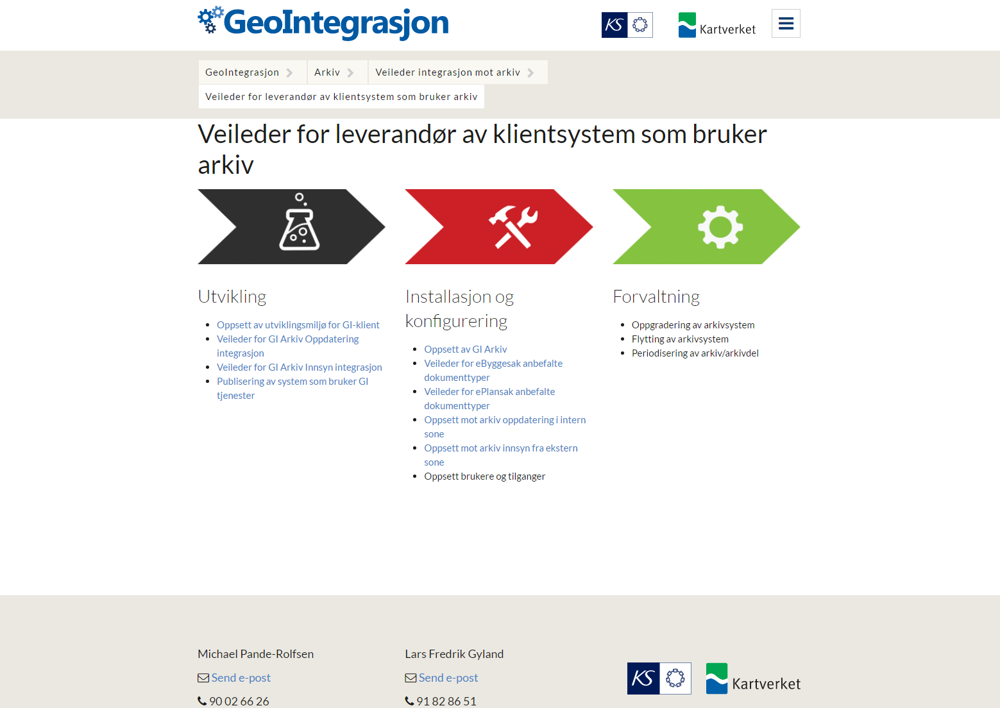 GeoIntegrasjon
KS
Kartverket
GeoIntegrasjon
Arkiv
Veileder integrasjon mot arkiv
Veileder for leverandør av klientsystem som bruker arkiv
Veileder for leverandør av klientsystem som bruker
arkiv
Utvikling
Oppsett av utviklingsmiljø for GI-klient
Veileder for GI Arkiv Oppdatering
integrasjon
Veileder for GI Arkiv Innsyn integrasjon
Publisering av system som bruker GI
tjenester
Installasjon og
konfigurering
Oppsett av GI Arkiv
Veileder for eByggesak anbefalte
dokumenttyper
Veileder for ePlansak anbefalte
dokumenttyper
Oppsett mot arkiv oppdatering i intern
sone
Oppsett mot arkiv innsyn fra ekstern
sone
Oppsett brukere og tilganger
Forvaltning
Oppgradering av arkivsystem
Flytting av arkivsystem
Periodisering av arkiv/arkivdel
Michael Pande-Rolfsen
Send e-post
90 02 66 26
Lars Fredrik Gyland
Send e-post
91 82 86 51
KS
Kartverket